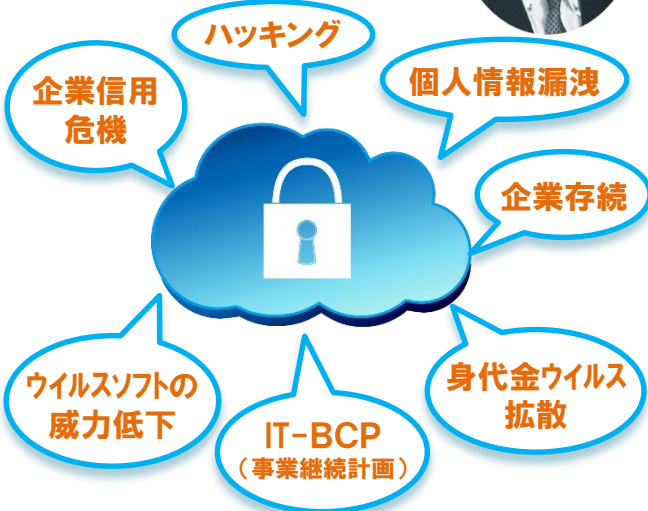 ハッキング
企業信用
危機
個人情報漏洩
企業存続
ウイルスソフトの
威力低下
IT-BCP
（事業継続計画）
身代金ウイルス
拡散